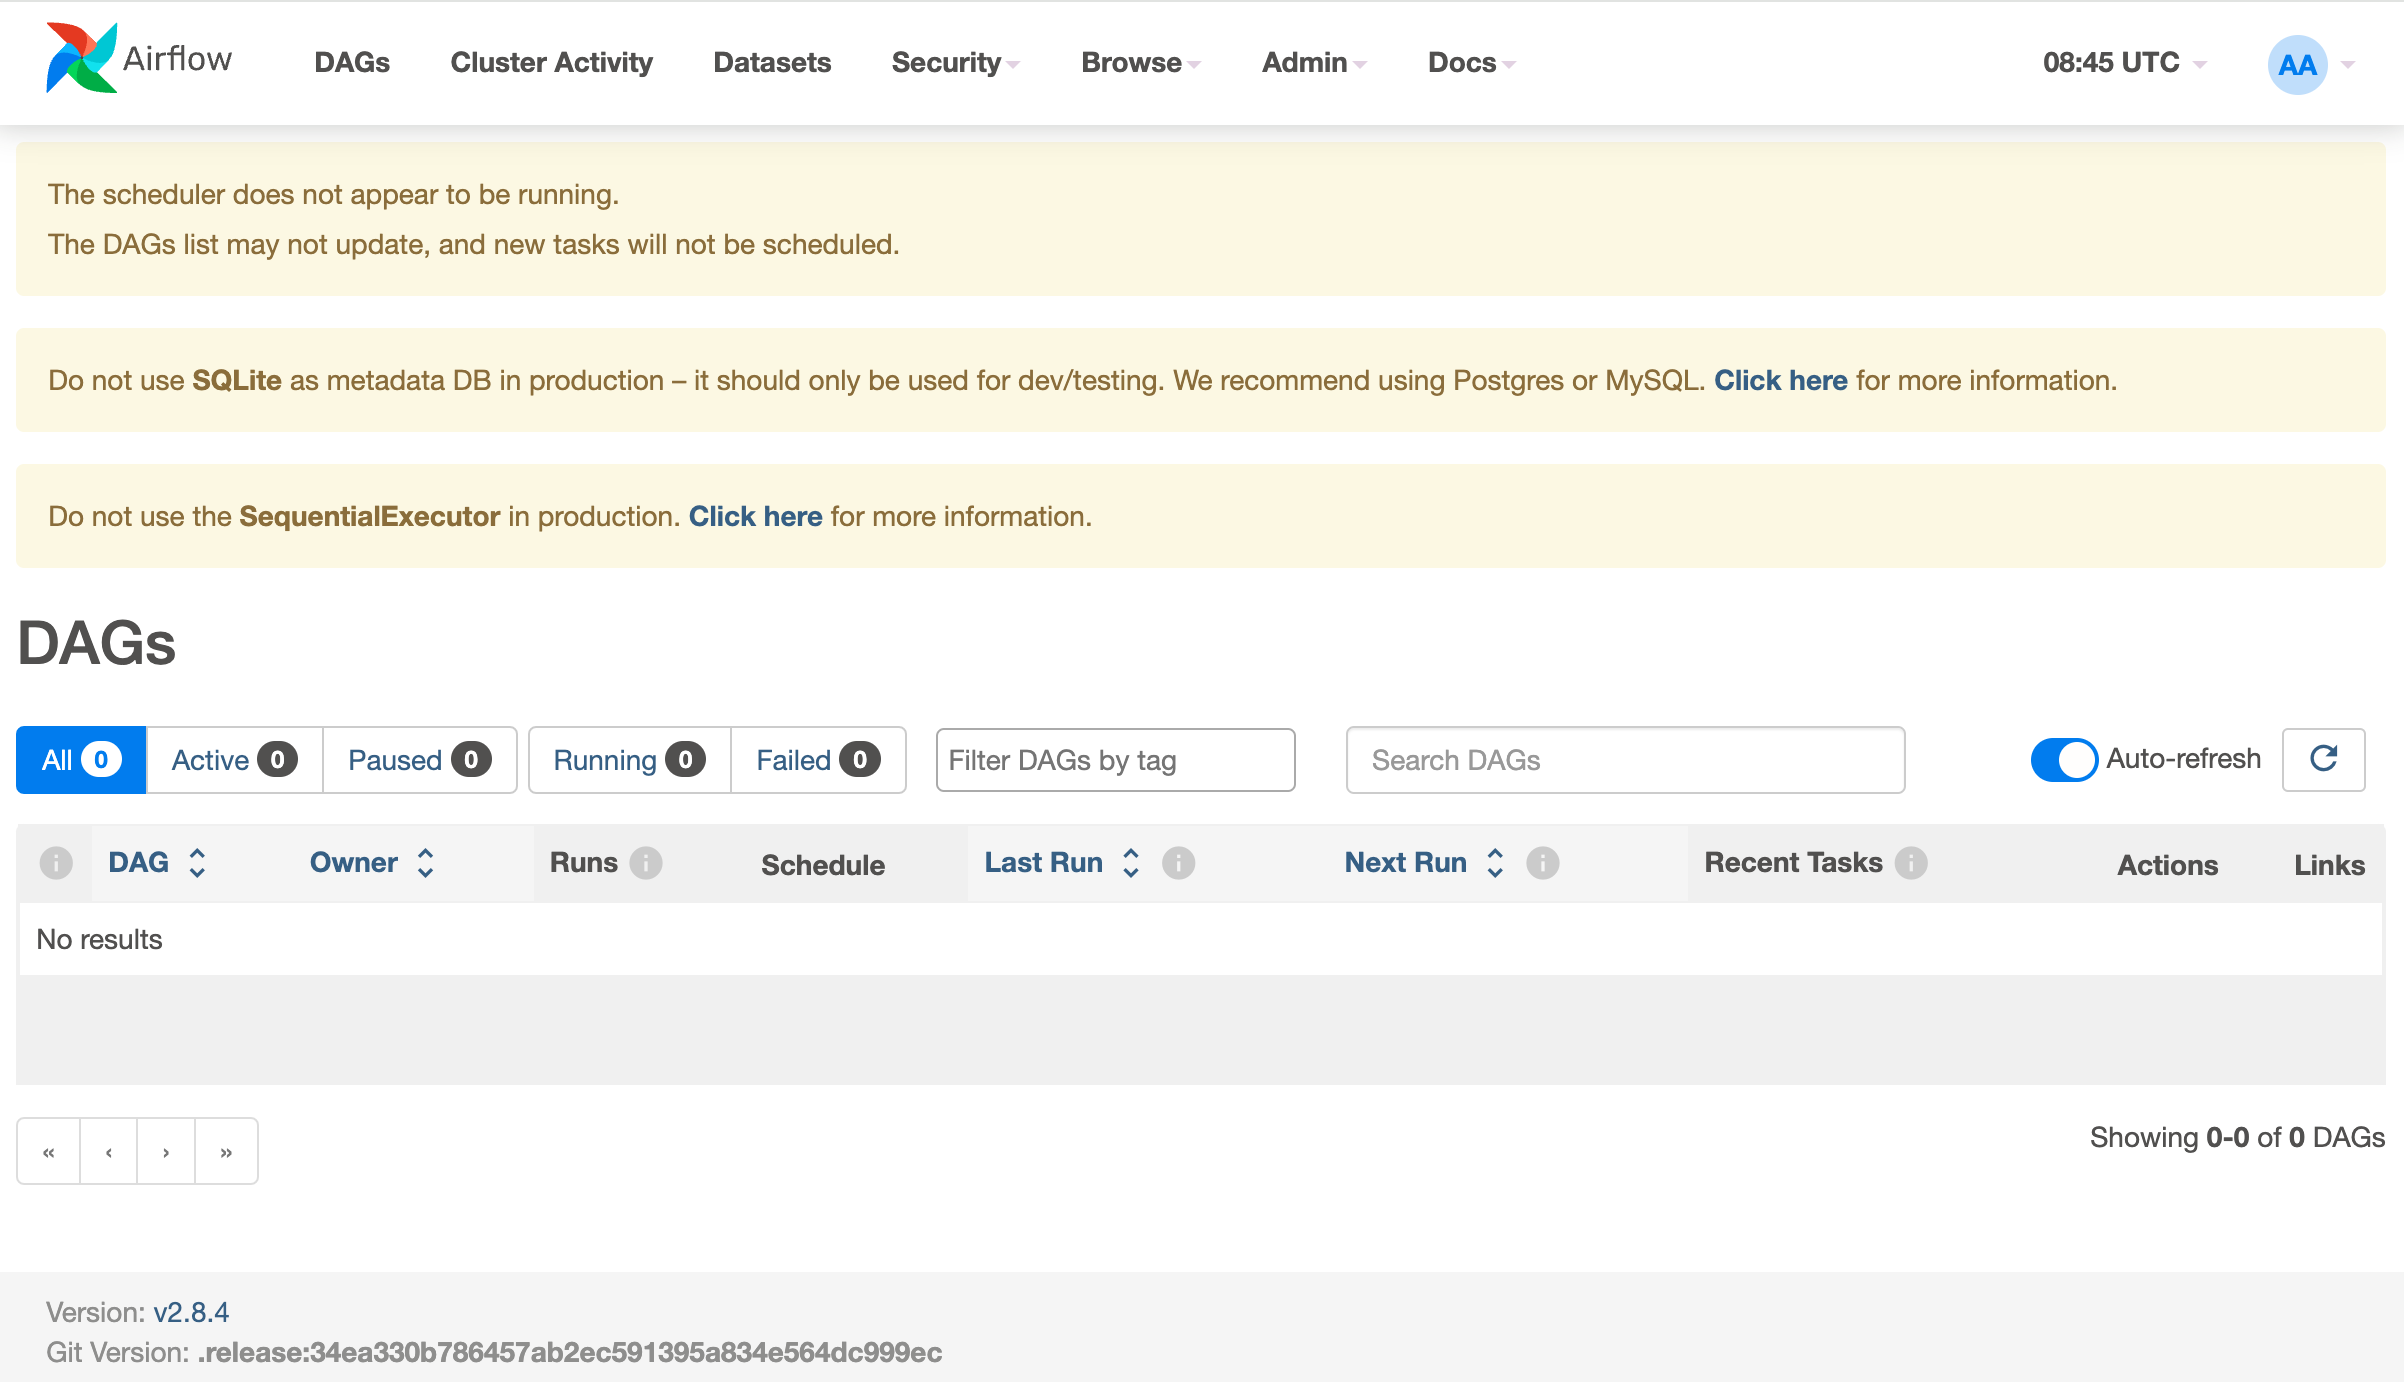 Airflow DAGs Cluster Activity Datasets Security Browse Admin Docs 08:45 UTC AA
The scheduler does not appear to be running.
The DAGs list may not update, and new tasks will not be scheduled.
Do not use SQLite as metadata DB in production – it should only be used for dev/testing. We recommend using Postgres or MySQL. Click here for more information.
Do not use the SequentialExecutor in production. Click here for more information.
DAGs
All 0 Active 0 Paused 0 Running 0 Failed 0 Filter DAGs by tag Search DAGs Auto-refresh
DAG Owner Runs Schedule Last Run Next Run Recent Tasks Actions Links
No results
« ‹ › » Showing 0-0 of 0 DAGs
Version: v2.8.4
Git Version: .release:34ea330b786457ab2ec591395a834e564dc999ec